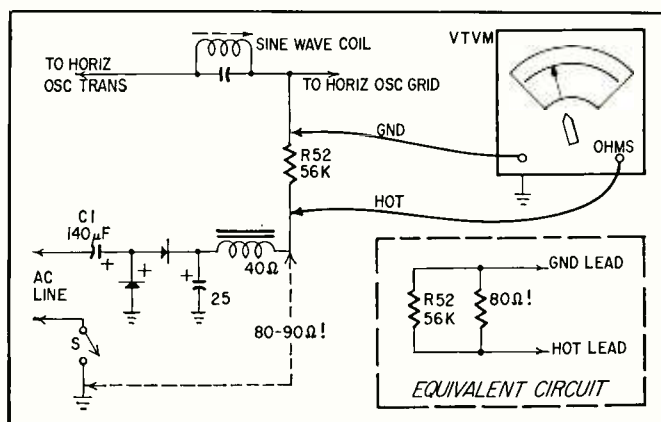 SINE WAVE COIL
VTVM
TO HORIZ
OSC TRANS
TO HORIZ OSC GRID
GND
OHMS
R52
56K
HOT
C1
140µF
+
+
+
40Ω
25
AC
LINE
S
80-90Ω!
GND LEAD
R52
56K
80Ω!
HOT LEAD
EQUIVALENT CIRCUIT